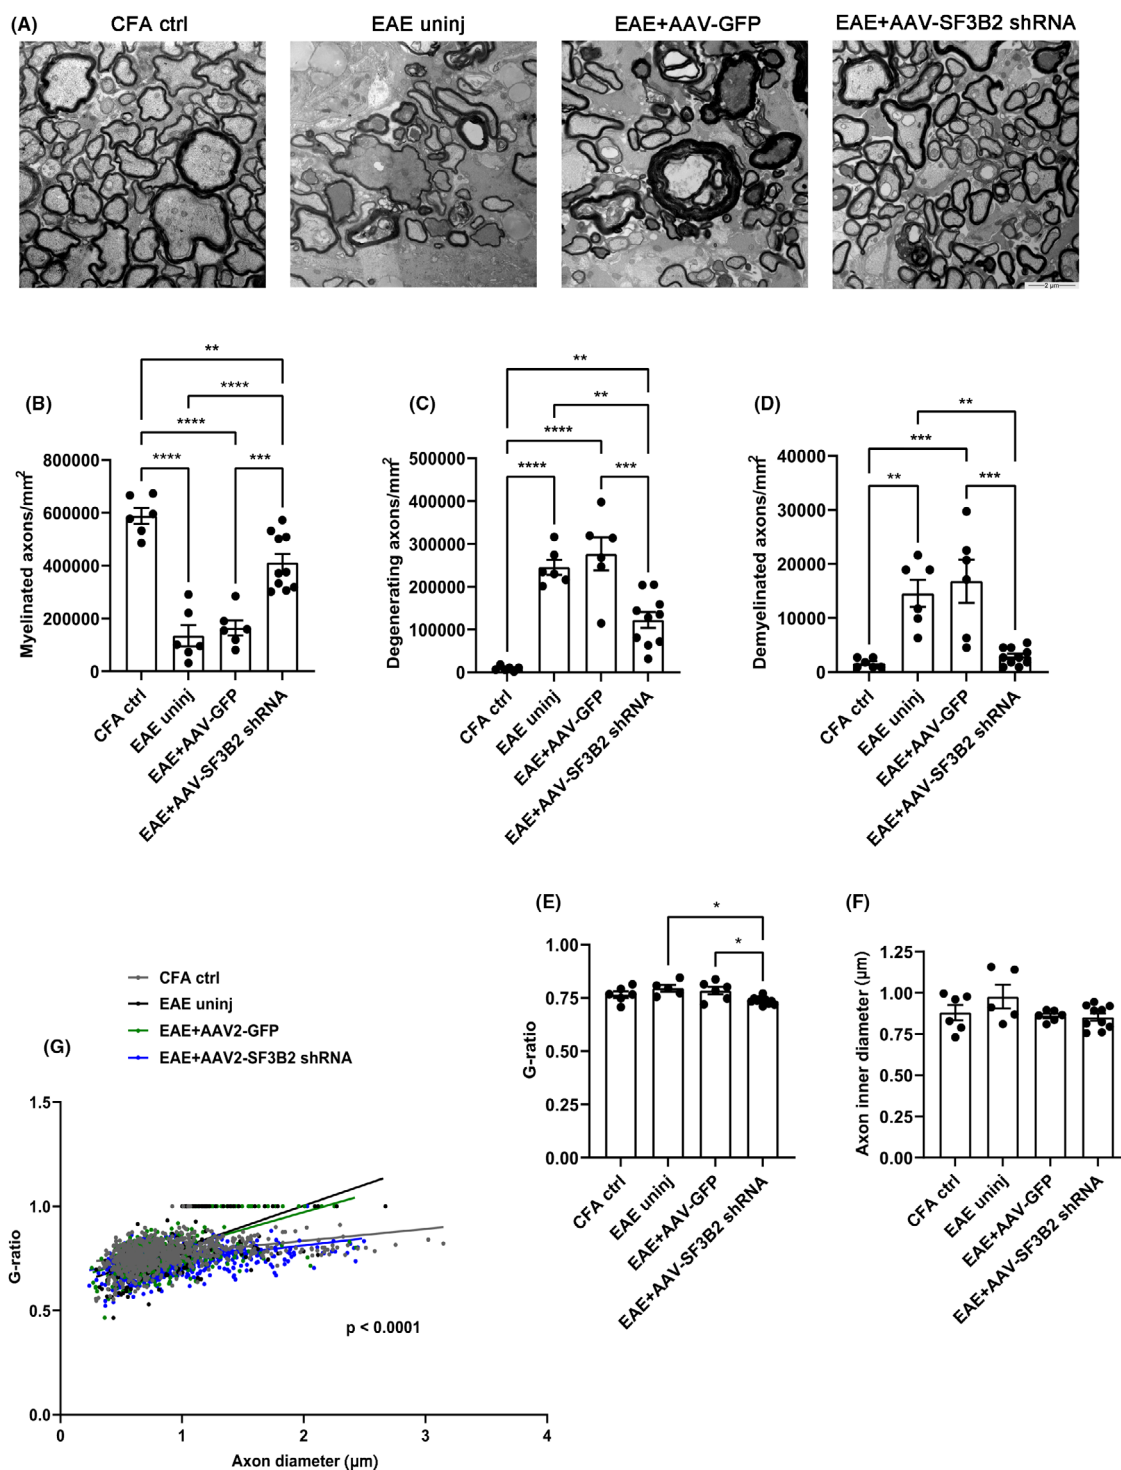 (A)
CFA ctrl
EAE uninj
EAE+AAV-GFP
EAE+AAV-SF3B2 shRNA
2 µm
(B)
**
****
****
****
***
Myelinated axons/mm2
800000
600000
400000
200000
0
CFA ctrl
EAE uninj
EAE+AAV-GFP
EAE+AAV-SF3B2 shRNA
(C)
**
**
****
****
***
Degenerating axons/mm2
500000
400000
300000
200000
100000
0
CFA ctrl
EAE uninj
EAE+AAV-GFP
EAE+AAV-SF3B2 shRNA
(D)
**
***
**
***
Demyelinated axons/mm2
40000
30000
20000
10000
0
CFA ctrl
EAE uninj
EAE+AAV-GFP
EAE+AAV-SF3B2 shRNA
(E)
*
*
G-ratio
1.00
0.75
0.50
0.25
0.00
CFA ctrl
EAE uninj
EAE+AAV-GFP
EAE+AAV-SF3B2 shRNA
(F)
Axon inner diameter (µm)
1.25
1.00
0.75
0.50
0.25
0.00
CFA ctrl
EAE uninj
EAE+AAV-GFP
EAE+AAV-SF3B2 shRNA
(G)
CFA ctrl
EAE uninj
EAE+AAV2-GFP
EAE+AAV2-SF3B2 shRNA
G-ratio
1.5
1.0
0.5
0.0
p < 0.0001
0
1
2
3
4
Axon diameter (µm)